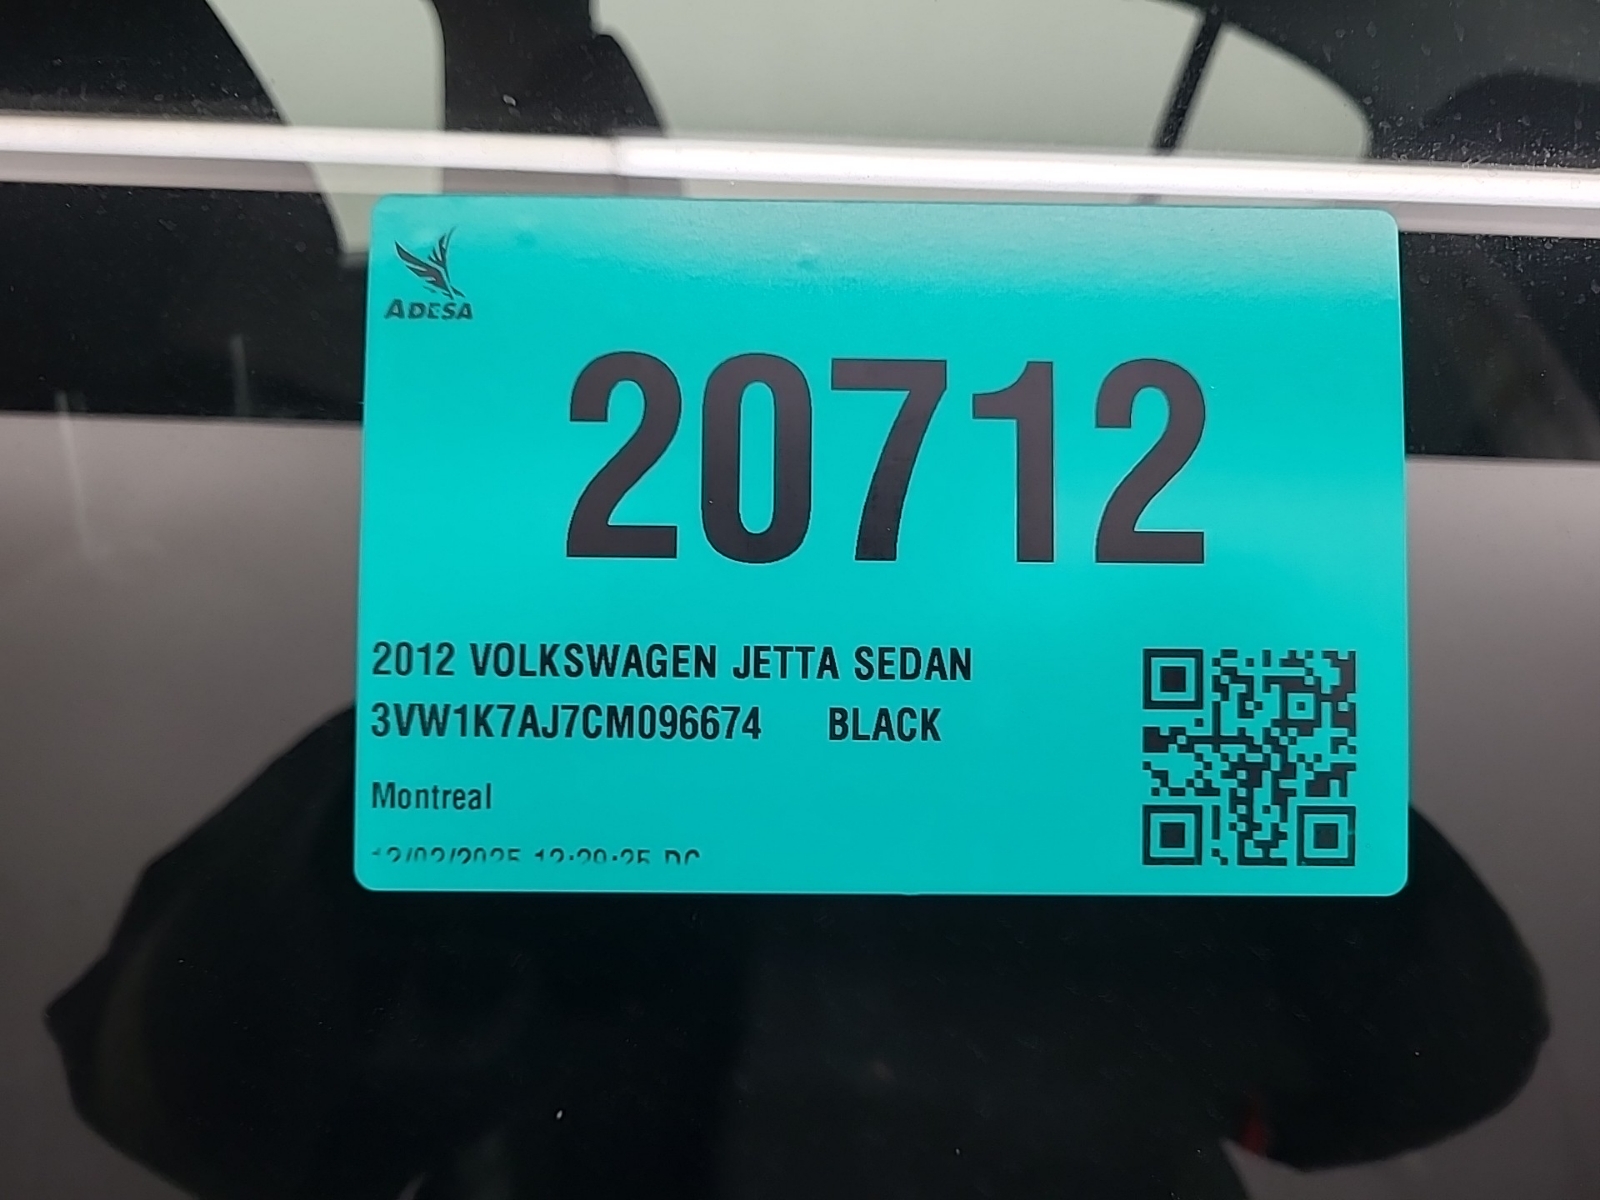 ADESA
20712
2012 VOLKSWAGEN JETTA SEDAN
3VW1K7AJ7CM096674 BLACK
Montreal